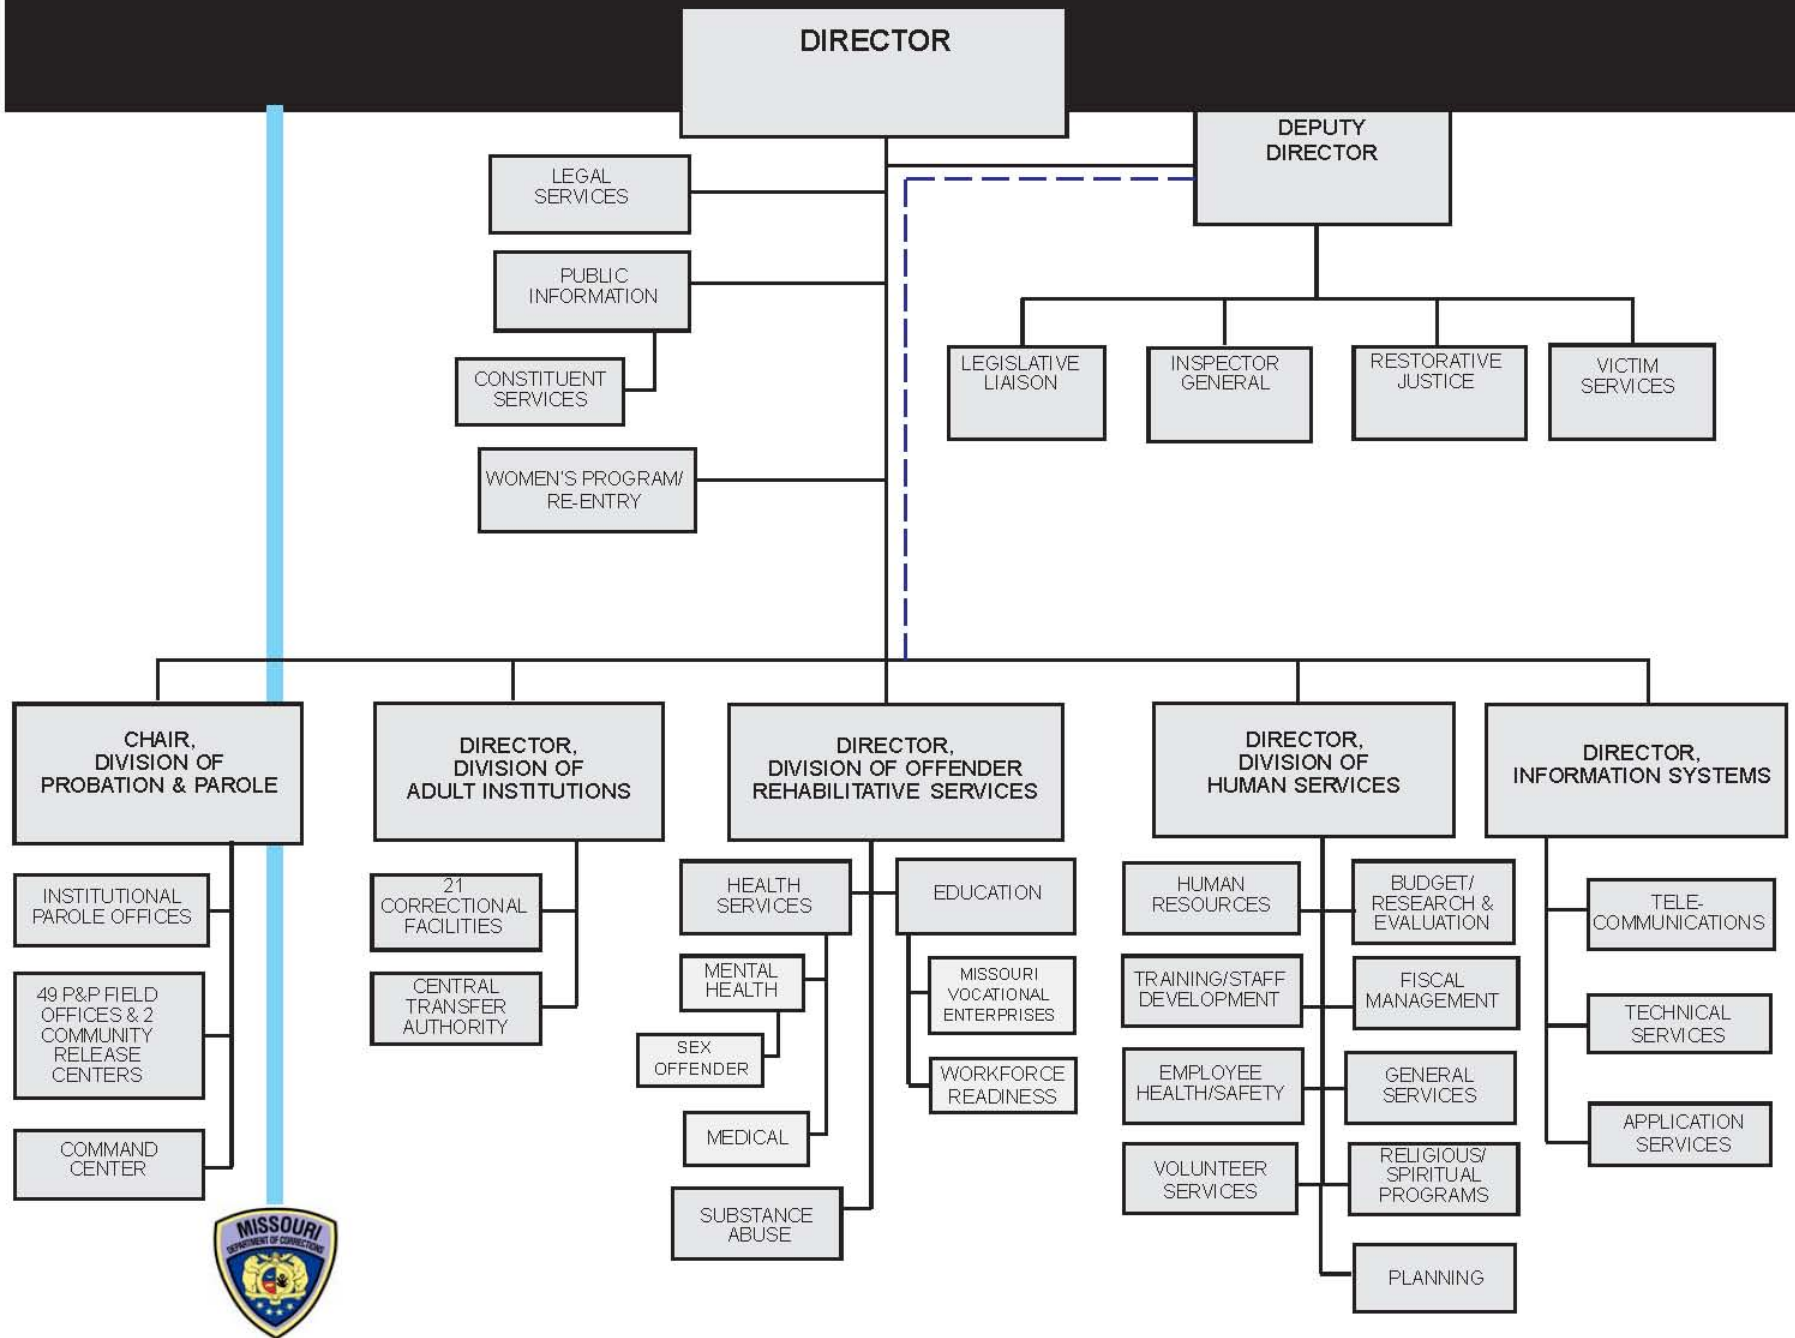 DIRECTOR
DEPUTY
DIRECTOR
LEGAL
SERVICES
PUBLIC
INFORMATION
CONSTITUENT
SERVICES
WOMEN'S PROGRAM/
RE-ENTRY
LEGISLATIVE
LIAISON
INSPECTOR
GENERAL
RESTORATIVE
JUSTICE
VICTIM
SERVICES
CHAIR,
DIVISION OF
PROBATION & PAROLE
INSTITUTIONAL
PAROLE OFFICES
49 P&P FIELD
OFFICES & 2
COMMUNITY
RELEASE
CENTERS
COMMAND
CENTER
DIRECTOR,
DIVISION OF
ADULT INSTITUTIONS
21
CORRECTIONAL
FACILITIES
CENTRAL
TRANSFER
AUTHORITY
DIRECTOR,
DIVISION OF OFFENDER
REHABILITATIVE SERVICES
HEALTH
SERVICES
MENTAL
HEALTH
SEX
OFFENDER
MEDICAL
SUBSTANCE
ABUSE
EDUCATION
MISSOURI
VOCATIONAL
ENTERPRISES
WORKFORCE
READINESS
DIRECTOR,
DIVISION OF
HUMAN SERVICES
HUMAN
RESOURCES
TRAINING/STAFF
DEVELOPMENT
EMPLOYEE
HEALTH/SAFETY
VOLUNTEER
SERVICES
BUDGET/
RESEARCH &
EVALUATION
FISCAL
MANAGEMENT
GENERAL
SERVICES
RELIGIOUS/
SPIRITUAL
PROGRAMS
PLANNING
DIRECTOR,
INFORMATION SYSTEMS
TELE-
COMMUNICATIONS
TECHNICAL
SERVICES
APPLICATION
SERVICES
MISSOURI
DEPARTMENT OF CORRECTIONS